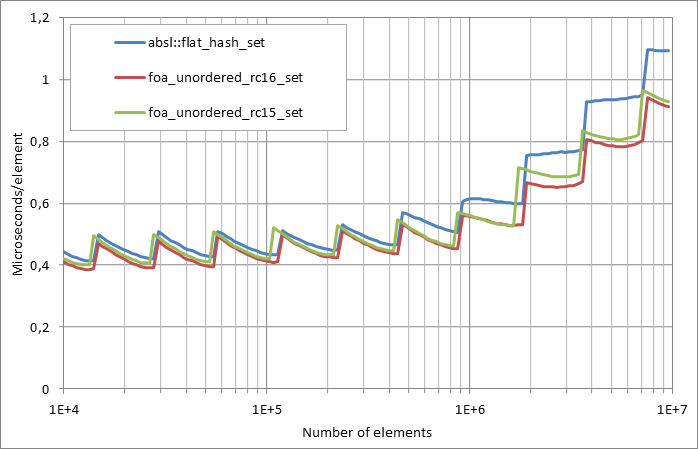 1,2
1
0,8
0,6
0,4
0,2
0
Microseconds/element
absl::flat_hash_set
foa_unordered_rc16_set
foa_unordered_rc15_set
1E+4
1E+5
1E+6
1E+7
Number of elements